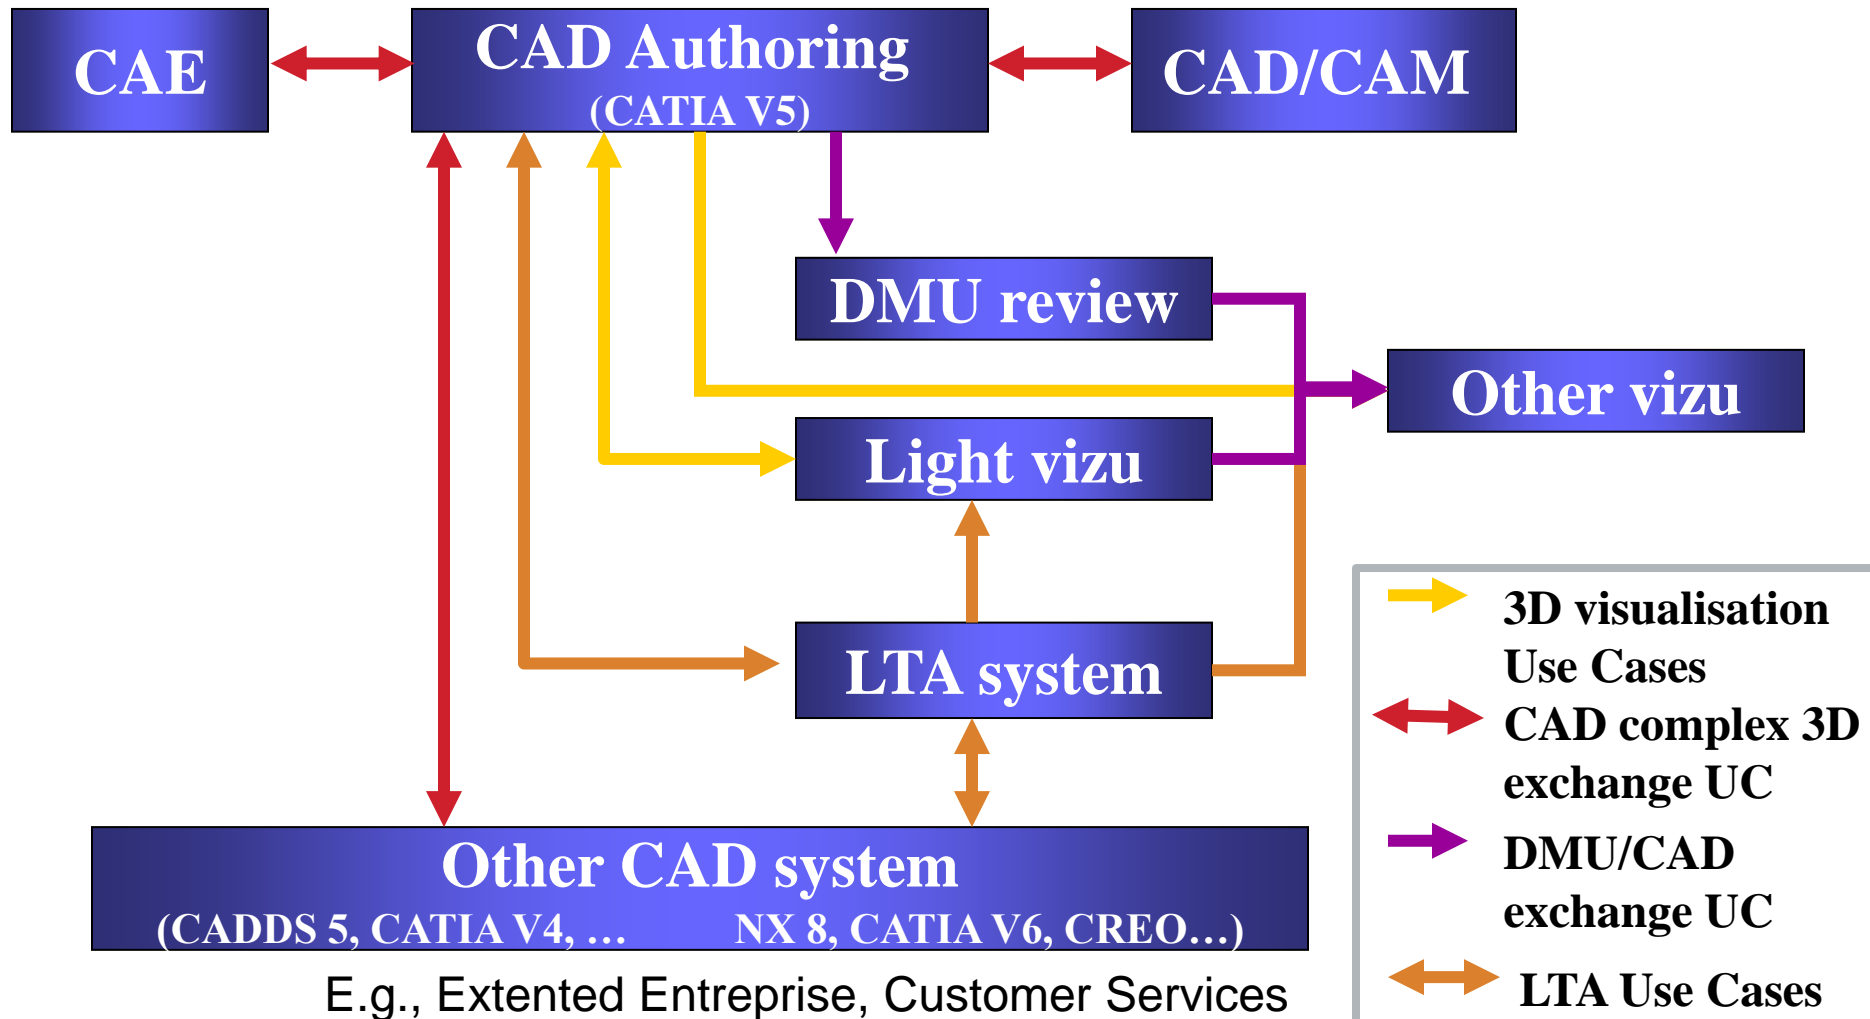 CAE
CAD Authoring
(CATIA V5)
CAD/CAM
DMU review
Other vizu
Light vizu
LTA system
Other CAD system
(CADDS 5, CATIA V4, … NX 8, CATIA V6, CREO…)
E.g., Extented Entreprise, Customer Services
3D visualisation
Use Cases
CAD complex 3D
exchange UC
DMU/CAD
exchange UC
LTA Use Cases